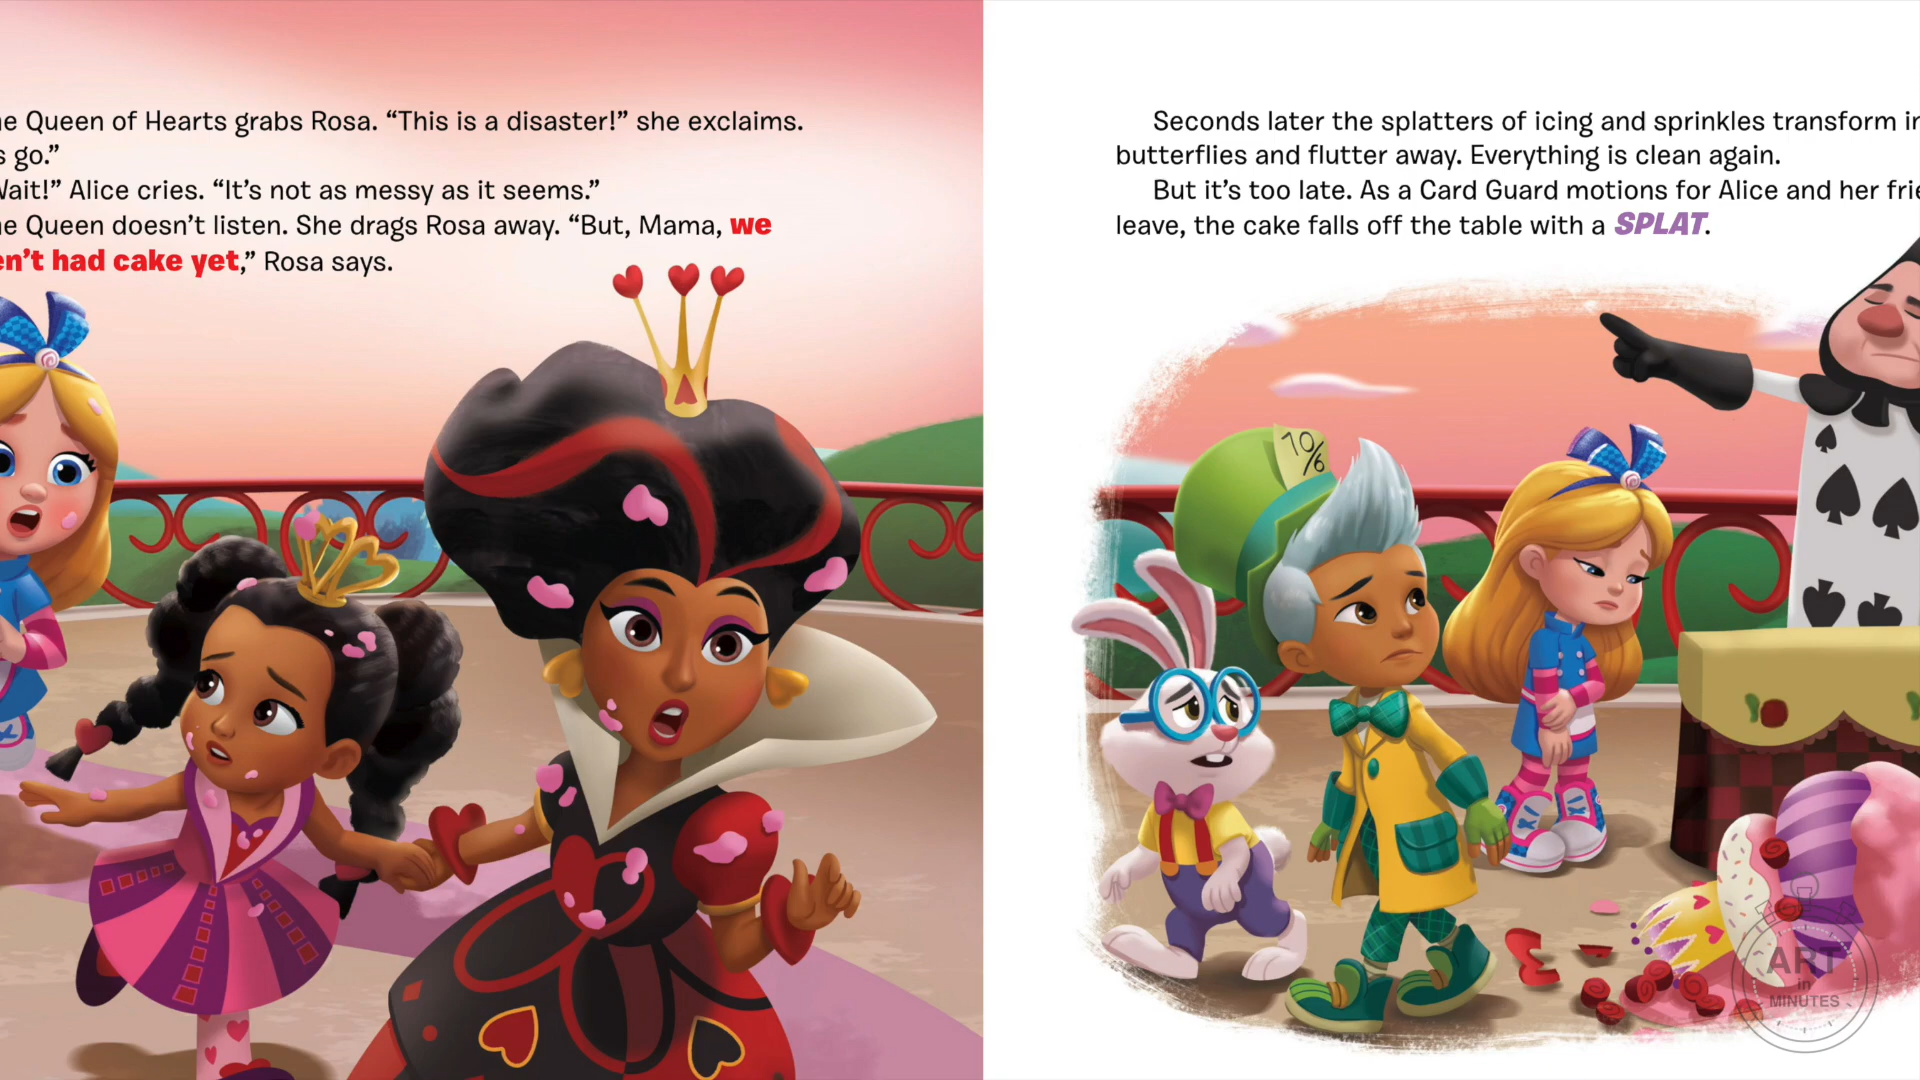 e Queen of Hearts grabs Rosa. “This is a disaster!” she exclaims.
s go.”
Wait!” Alice cries. “It’s not as messy as it seems.”
e Queen doesn’t listen. She drags Rosa away. “But, Mama, we
en’t had cake yet,” Rosa says.
Seconds later the splatters of icing and sprinkles transform in
butterflies and flutter away. Everything is clean again.
But it’s too late. As a Card Guard motions for Alice and her frie
leave, the cake falls off the table with a SPLAT.
10/6
ART
in
MINUTES